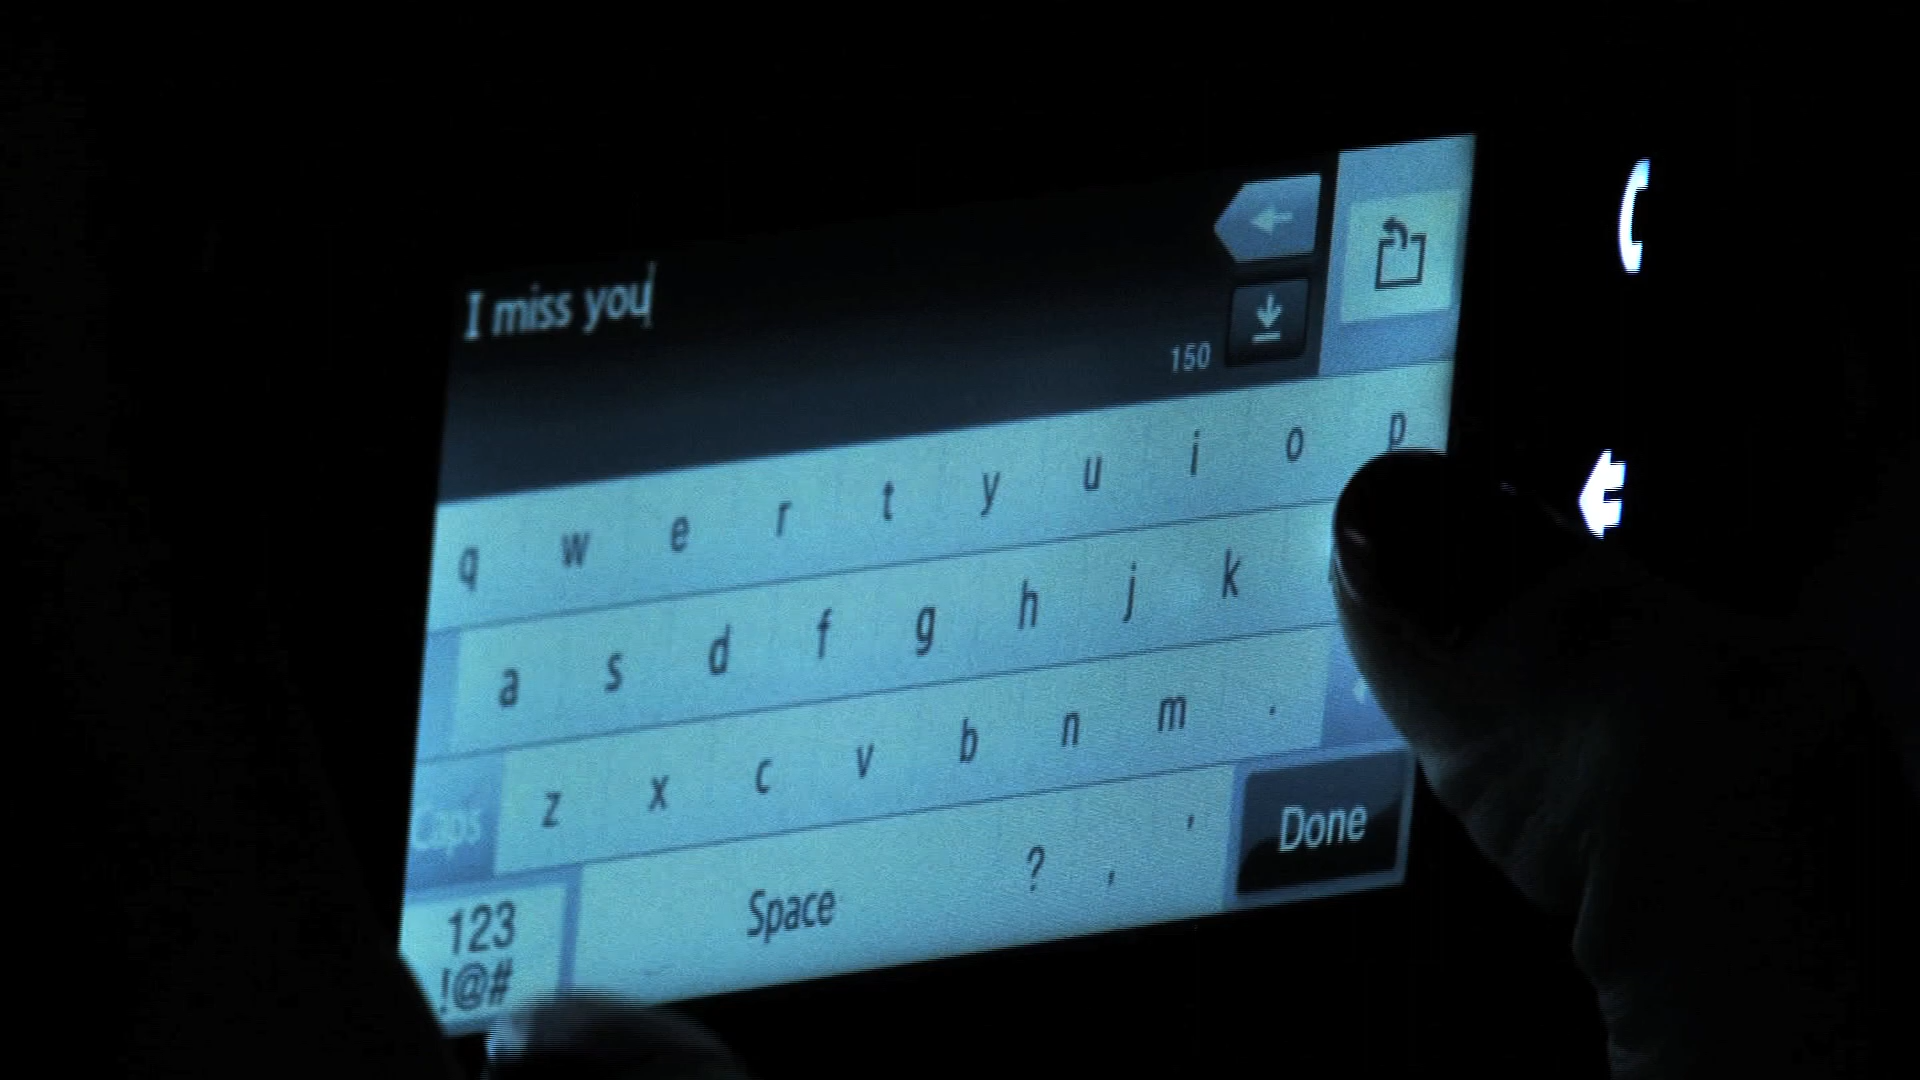 I miss you
150
q w e r t y u i o p
a s d f g h j k
Caps z x c v b n m .
123
!@#
Space ? , ' Done